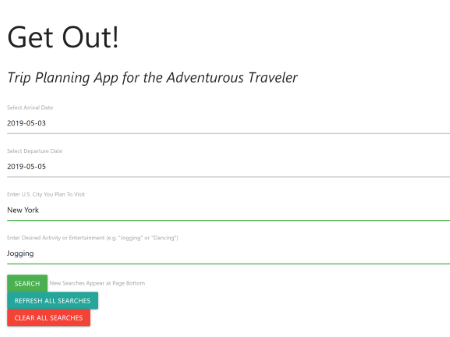 Get Out!
Trip Planning App for the Adventurous Traveler
Select Arrival Date
2019-05-03
Select Departure Date
2019-05-05
Enter U.S. City You Plan To Visit
New York
Enter Desired Activity or Entertainment (e.g. "Jogging" or "Dancing")
Jogging
SEARCH New Searches Appear at Page Bottom
REFRESH ALL SEARCHES
CLEAR ALL SEARCHES